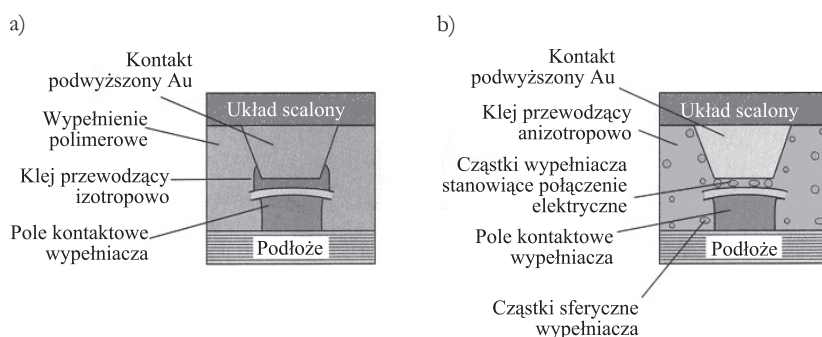 a)
Kontakt
podwyższony Au
Układ scalony
Wypełnienie
polimerowe
Klej przewodzący
izotropowo
Pole kontaktowe
wypełniacza
Podłoże
b)
Kontakt
podwyższony Au
Układ scalony
Klej przewodzący
anizotropowo
Cząstki wypełniacza
stanowiące połączenie
elektryczne
Pole kontaktowe
wypełniacza
Podłoże
Cząstki sferyczne
wypełniacza